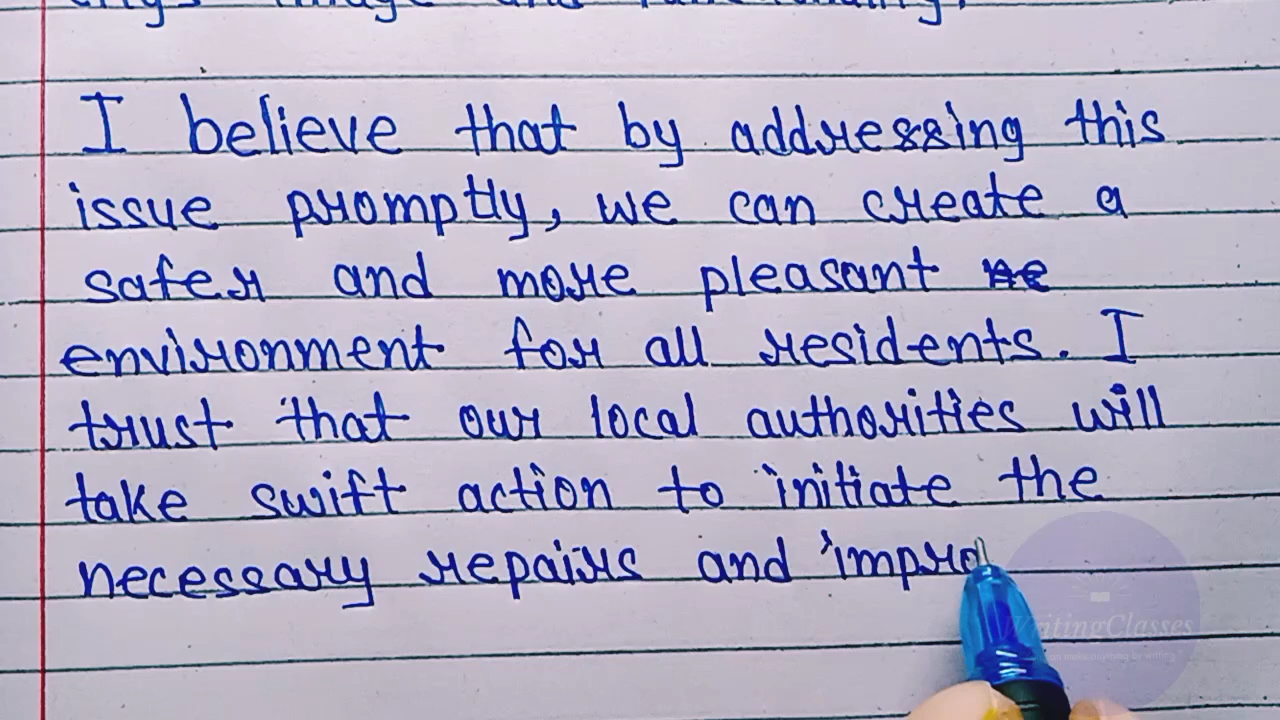 I believe that by addressing this
issue promptly, we can create a
safer and more pleasant
environment for all residents. I
trust that our local authorities will
take swift action to initiate the
necessary repairs and impro
WritingClasses